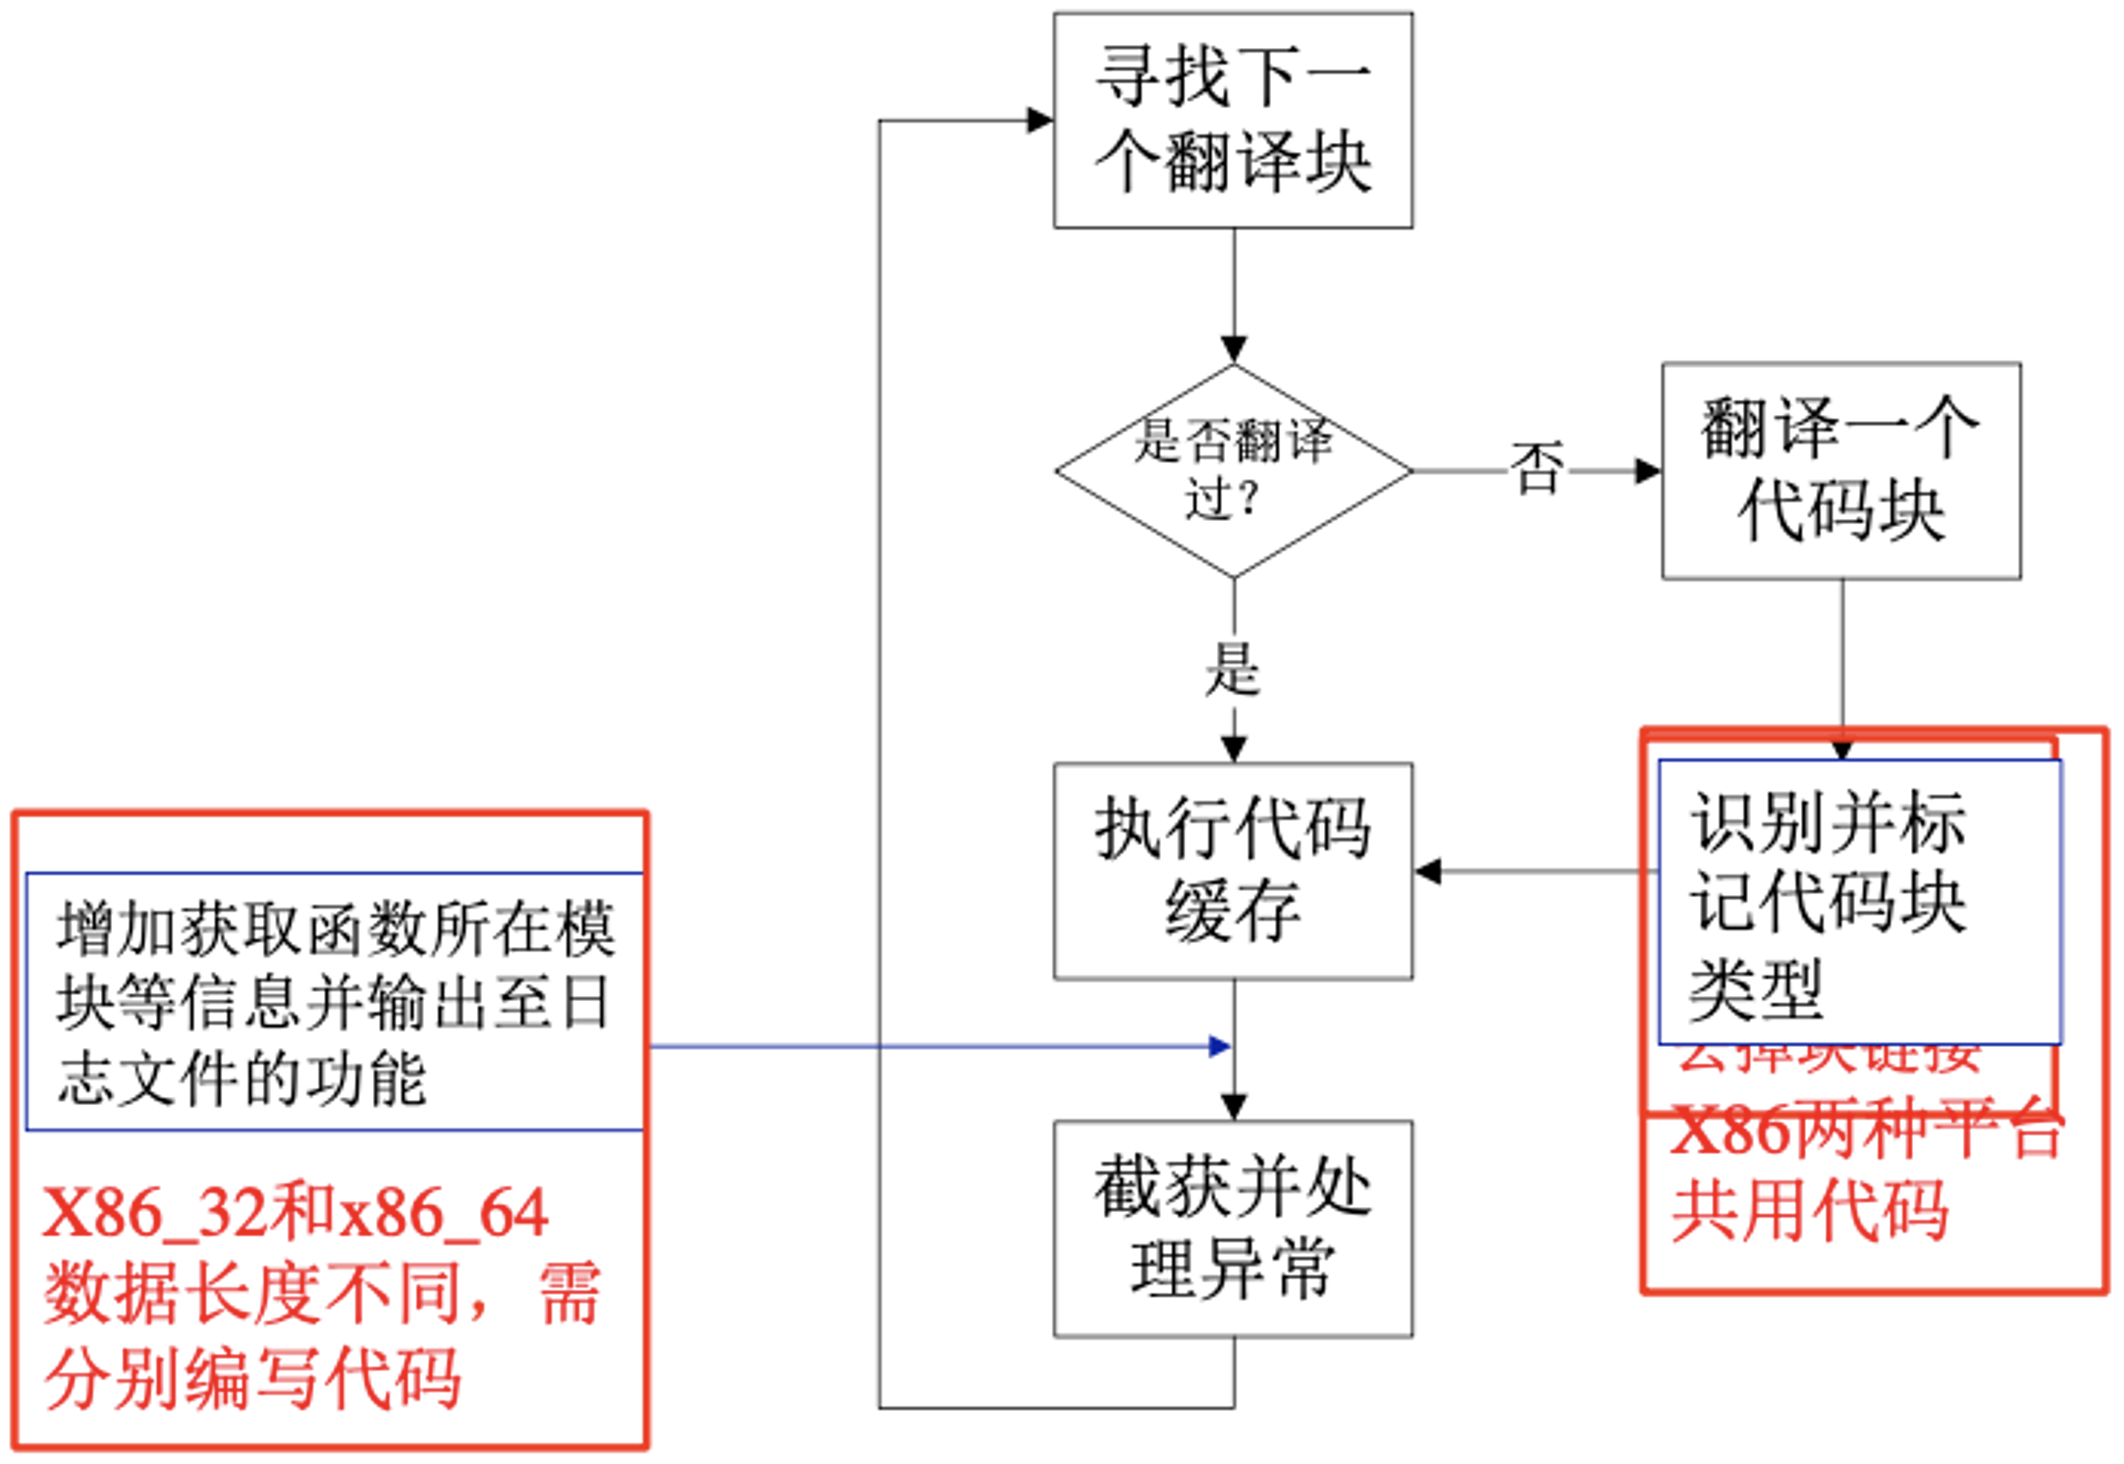 寻找下一
个翻译块
是否翻译
过?
否
翻译一个
代码块
是
执行代码
缓存
识别并标
记代码块
类型
去掉块链接
X86两种平台
共用代码
增加获取函数所在模
块等信息并输出至日
志文件的功能
X86_32和x86_64
数据长度不同，需
分别编写代码
截获并处
理异常